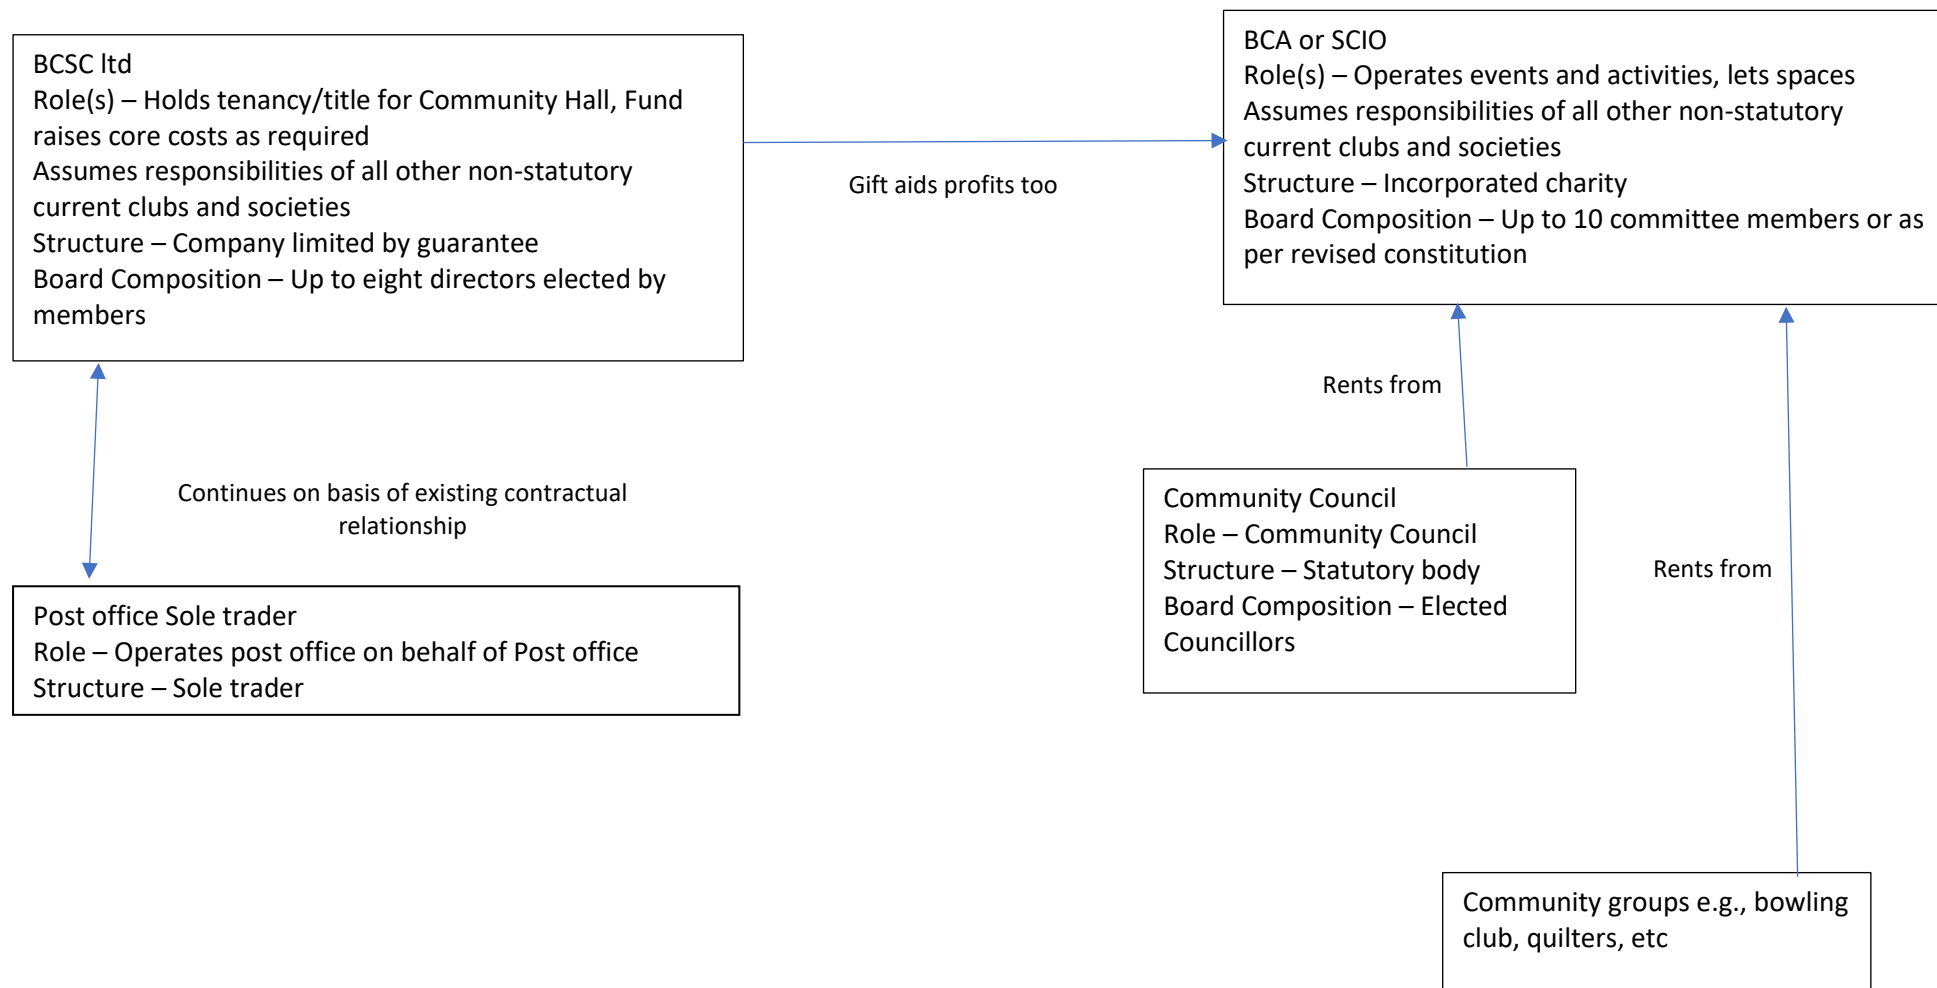 BCSC ltd
Role(s) – Holds tenancy/title for Community Hall, Fund
raises core costs as required
Assumes responsibilities of all other non-statutory
current clubs and societies
Structure – Company limited by guarantee
Board Composition – Up to eight directors elected by
members
Gift aids profits too
BCA or SCIO
Role(s) – Operates events and activities, lets spaces
Assumes responsibilities of all other non-statutory
current clubs and societies
Structure – Incorporated charity
Board Composition – Up to 10 committee members or as
per revised constitution
Continues on basis of existing contractual
relationship
Rents from
Rents from
Post office Sole trader
Role – Operates post office on behalf of Post office
Structure – Sole trader
Community Council
Role – Community Council
Structure – Statutory body
Board Composition – Elected
Councillors
Community groups e.g., bowling
club, quilters, etc